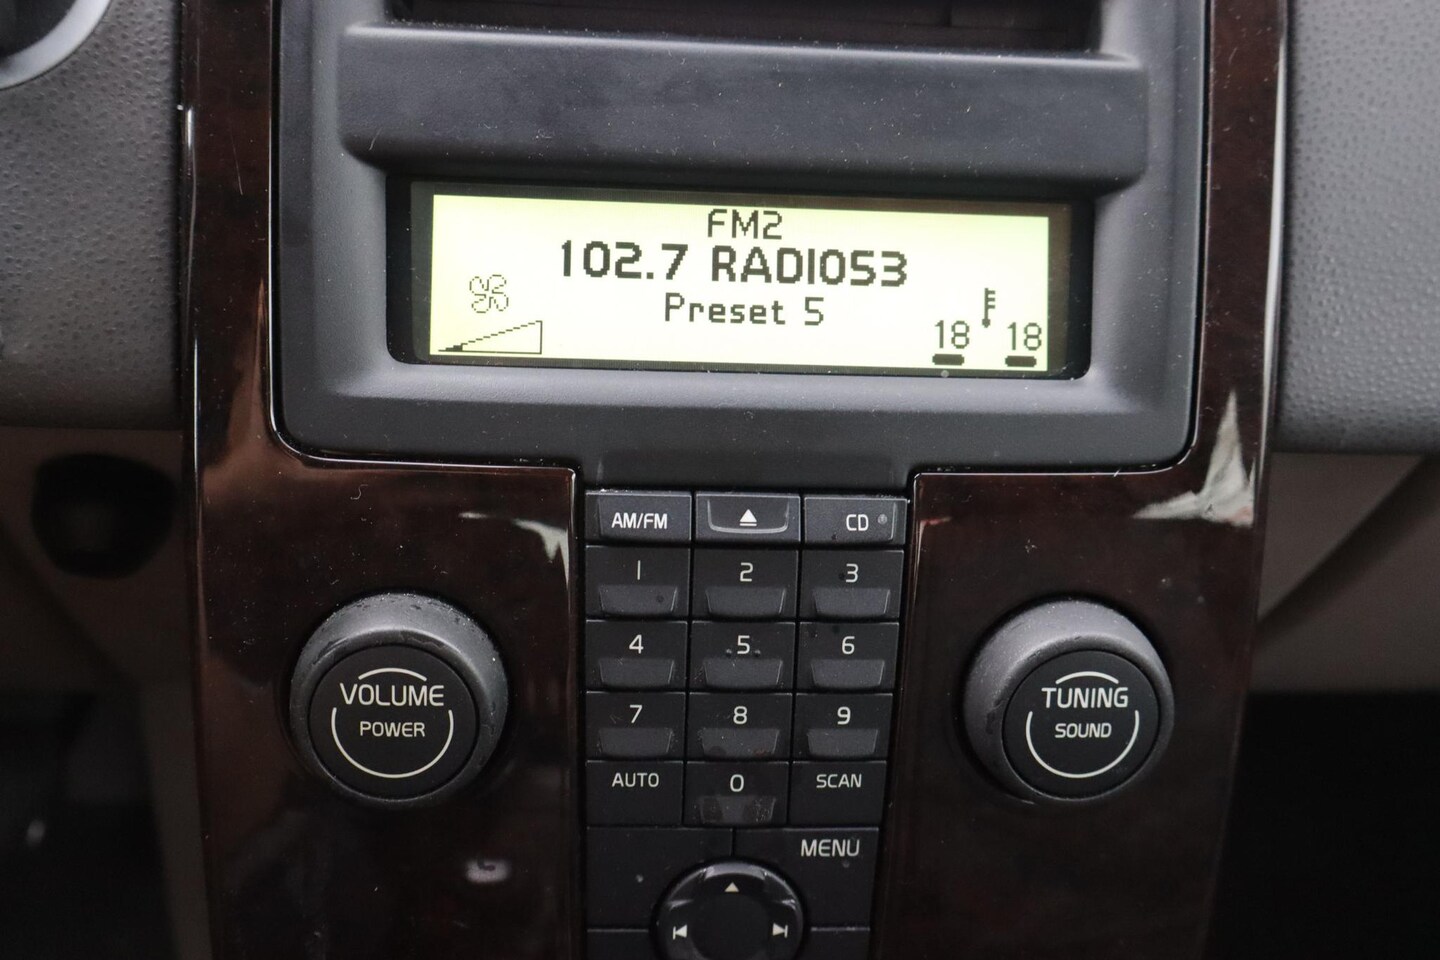 FM2
102.7 RADIOS3
Preset 5
18 18
AM/FM CD
1 2 3
4 5 6
7 8 9
AUTO 0 SCAN
MENU
VOLUME
POWER
TUNING
SOUND